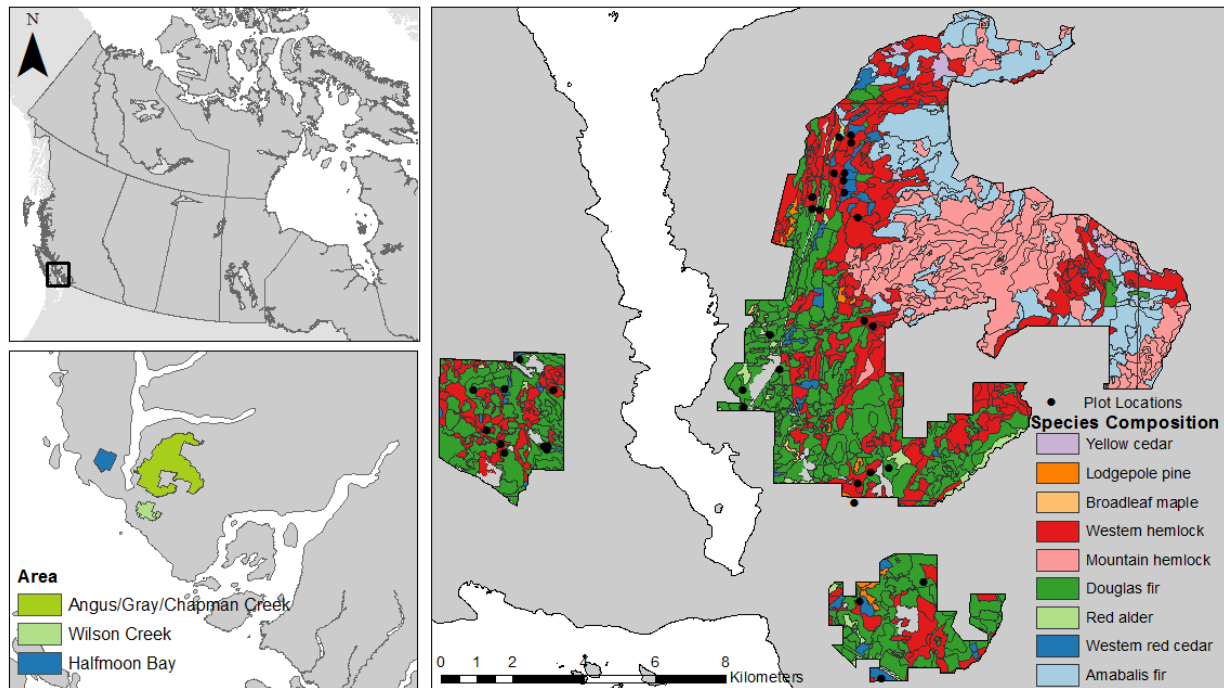 N
Area
Angus/Gray/Chapman Creek
Wilson Creek
Halfmoon Bay
0 1 2 4 6 8
Kilometers
Plot Locations
Species Composition
Yellow cedar
Lodgepole pine
Broadleaf maple
Western hemlock
Mountain hemlock
Douglas fir
Red alder
Western red cedar
Amabalis fir